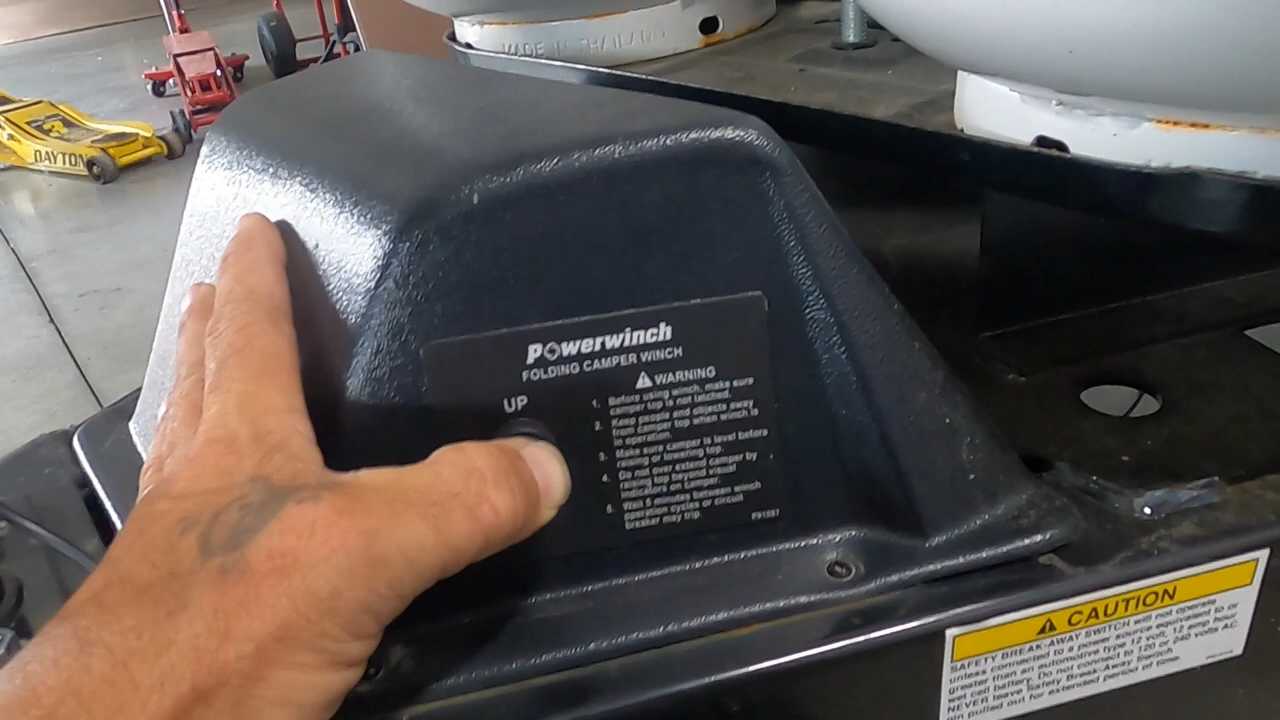 MADE IN THAILAND
DAYTON
Powerwinch
FOLDING CAMPER WINCH
WARNING
UP
1. Before using winch, make sure
camper top is not latched.
2. Keep people and objects away
from camper top when winch is
in operation.
3. Make sure camper is level before
raising or lowering top.
4. Do not over extend camper by
raising top beyond visual
indicators on camper.
5. Wait 5 minutes between winch
operation cycles or circuit
breaker may trip.
CAUTION
SAFETY BREAK-AWAY SWITCH will not operate
unless connected to a power source equivalent to or
greater than an automotive type 12 volt, 12 amp hour
wet cell battery. Do not connect to 120 or 240 volts AC.
NEVER leave Safety Break-Away Switch
pin pulled out for extended period of time.